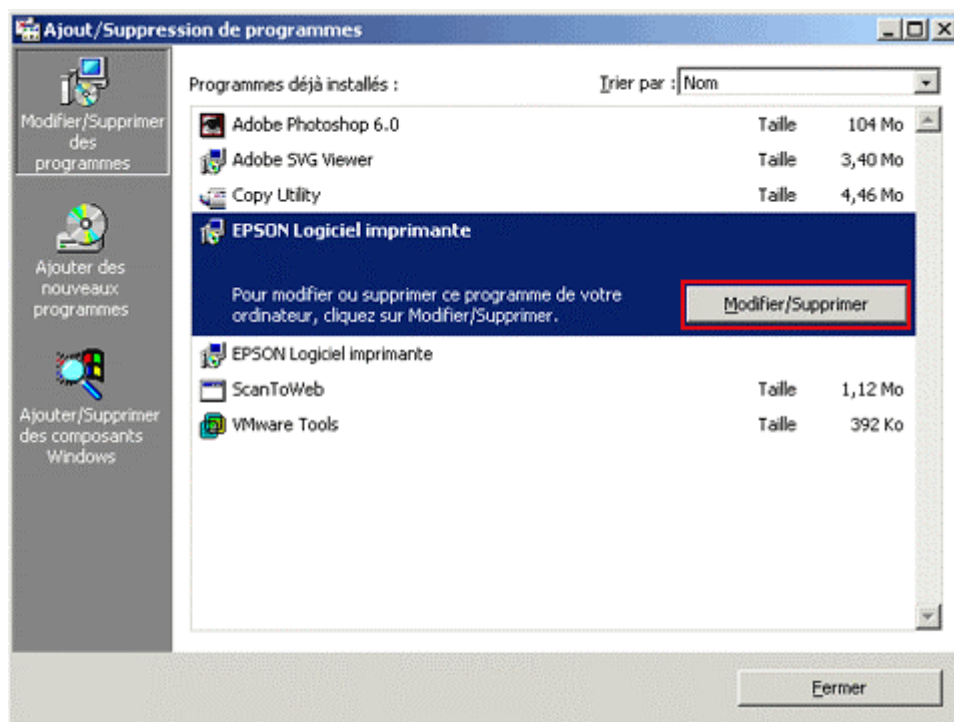 Ajout/Suppression de programmes
Modifier/Supprimer
des
programmes
Ajouter des
nouveaux
programmes
Ajouter/Supprimer
des composants
Windows
Programmes déjà installés :
Trier par : Nom
Adobe Photoshop 6.0 Taille 104 Mo
Adobe SVG Viewer Taille 3,40 Mo
Copy Utility Taille 4,46 Mo
EPSON Logiciel imprimante
Pour modifier ou supprimer ce programme de votre
ordinateur, cliquez sur Modifier/Supprimer.
Modifier/Supprimer
EPSON Logiciel imprimante
ScanToWeb Taille 1,12 Mo
VMware Tools Taille 392 Ko
Fermer